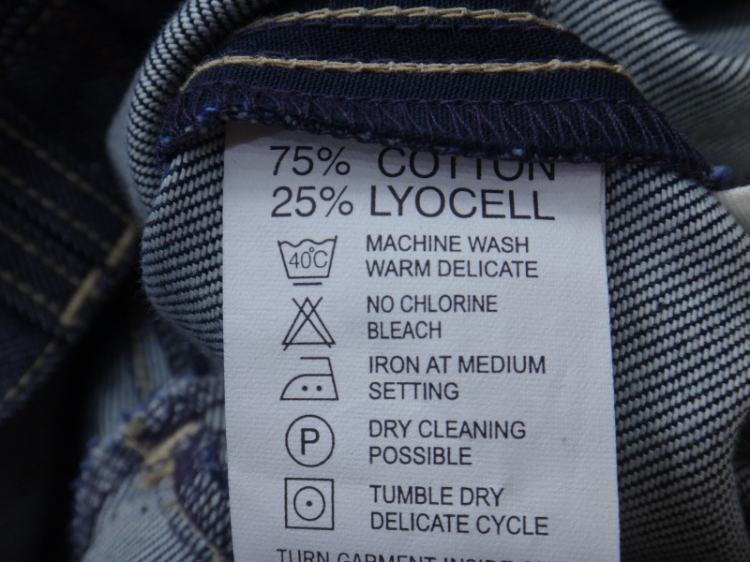 75% COTTON
25% LYOCELL
40°C
MACHINE WASH
WARM DELICATE
NO CHLORINE
BLEACH
IRON AT MEDIUM
SETTING
P
DRY CLEANING
POSSIBLE
TUMBLE DRY
DELICATE CYCLE
TURN GARMENT